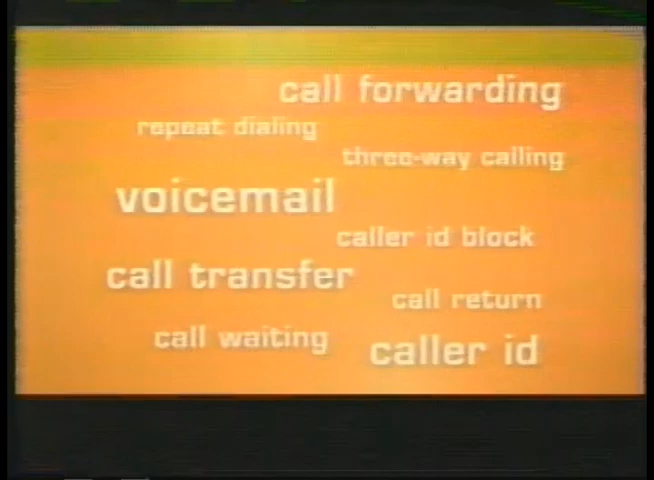 call forwarding
repeat dialing
three-way calling
voicemail
caller id block
call transfer
call return
call waiting
caller id